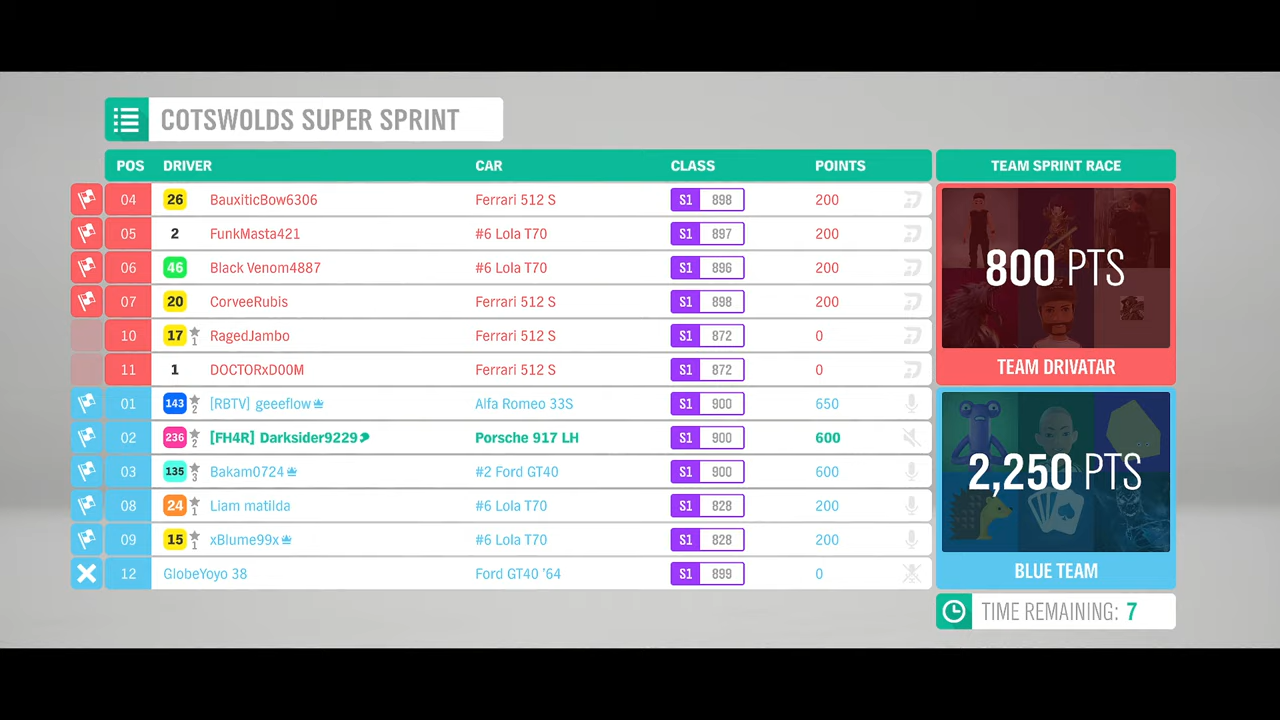 COTSWOLDS SUPER SPRINT
POS DRIVER CAR CLASS POINTS TEAM SPRINT RACE
04 26 BauxiticBow6306 Ferrari 512 S S1 898 200
05 2 FunkMasta421 #6 Lola T70 S1 897 200
06 46 Black Venom4887 #6 Lola T70 S1 896 200
07 20 CorveeRubis Ferrari 512 S S1 898 200
10 17 1 RagedJambo Ferrari 512 S S1 872 0
11 1 DOCTORxD00M Ferrari 512 S S1 872 0
800 PTS
TEAM DRIVATAR
01 143 2 [RBTV] geeeflow Alfa Romeo 33S S1 900 650
02 236 2 [FH4R] Darksider9229 Porsche 917 LH S1 900 600
03 135 3 Bakam0724 #2 Ford GT40 S1 900 600
08 24 1 Liam matilda #6 Lola T70 S1 828 200
09 15 1 xBlume99x #6 Lola T70 S1 828 200
12 GlobeYoyo 38 Ford GT40 '64 S1 899 0
2,250 PTS
BLUE TEAM
TIME REMAINING: 7